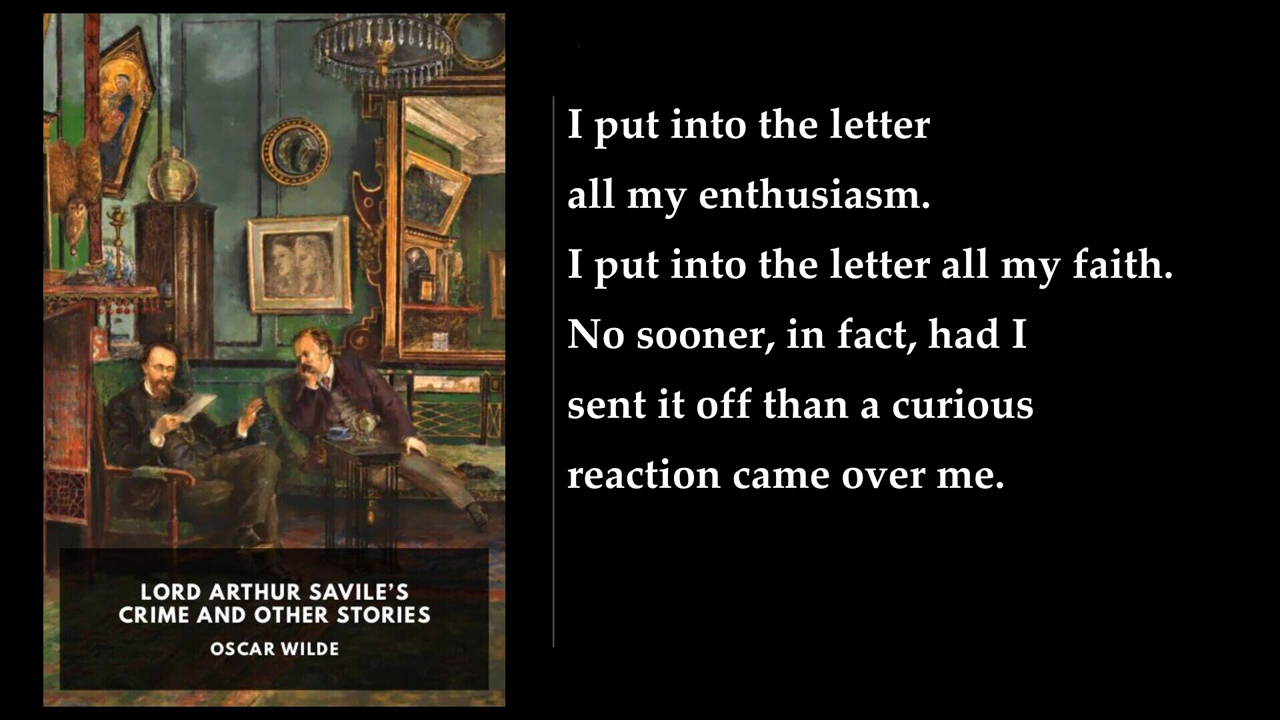 LORD ARTHUR SAVILE’S
CRIME AND OTHER STORIES
OSCAR WILDE
I put into the letter
all my enthusiasm.
I put into the letter all my faith.
No sooner, in fact, had I
sent it off than a curious
reaction came over me.